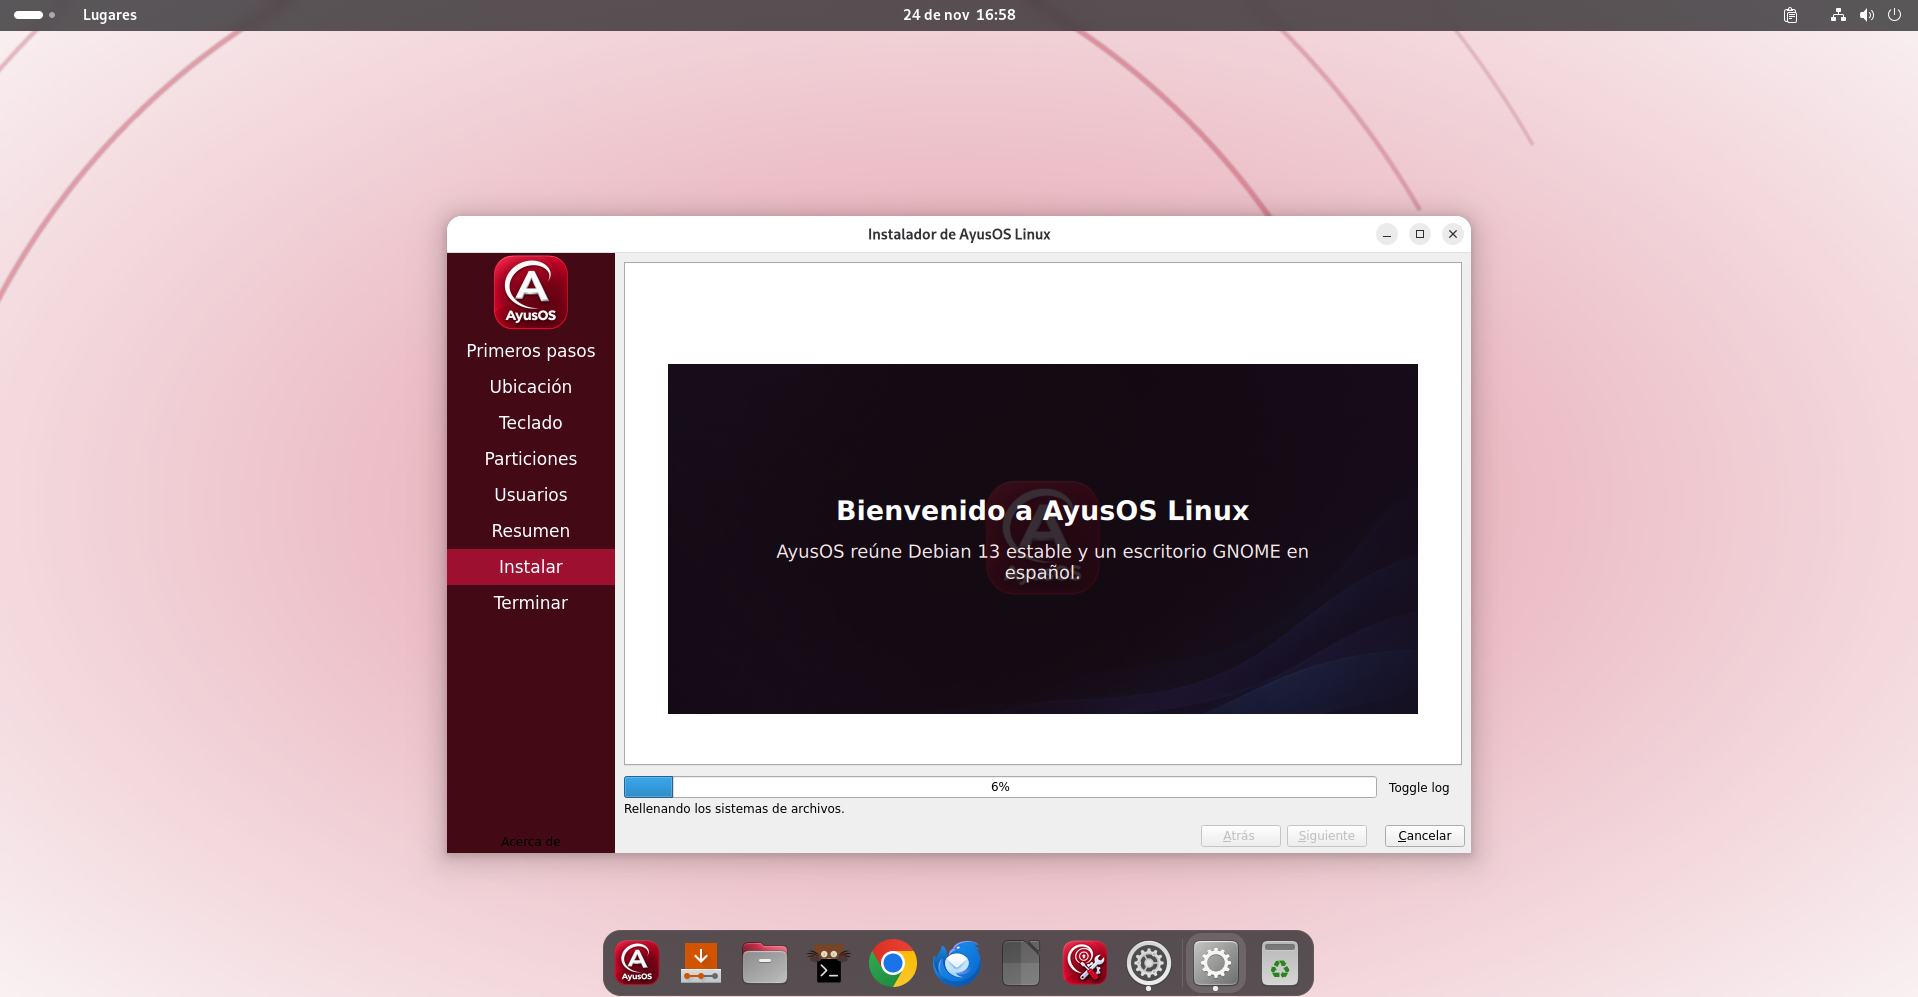 Lugares
24 de nov 16:58
Instalador de AyusOS Linux
AyusOS
Primeros pasos
Ubicación
Teclado
Particiones
Usuarios
Resumen
Instalar
Terminar
Acerca de
Bienvenido a AyusOS Linux
AyusOS reúne Debian 13 estable y un escritorio GNOME en
español.
6%
Toggle log
Rellenando los sistemas de archivos.
Atrás
Siguiente
Cancelar
AyusOS